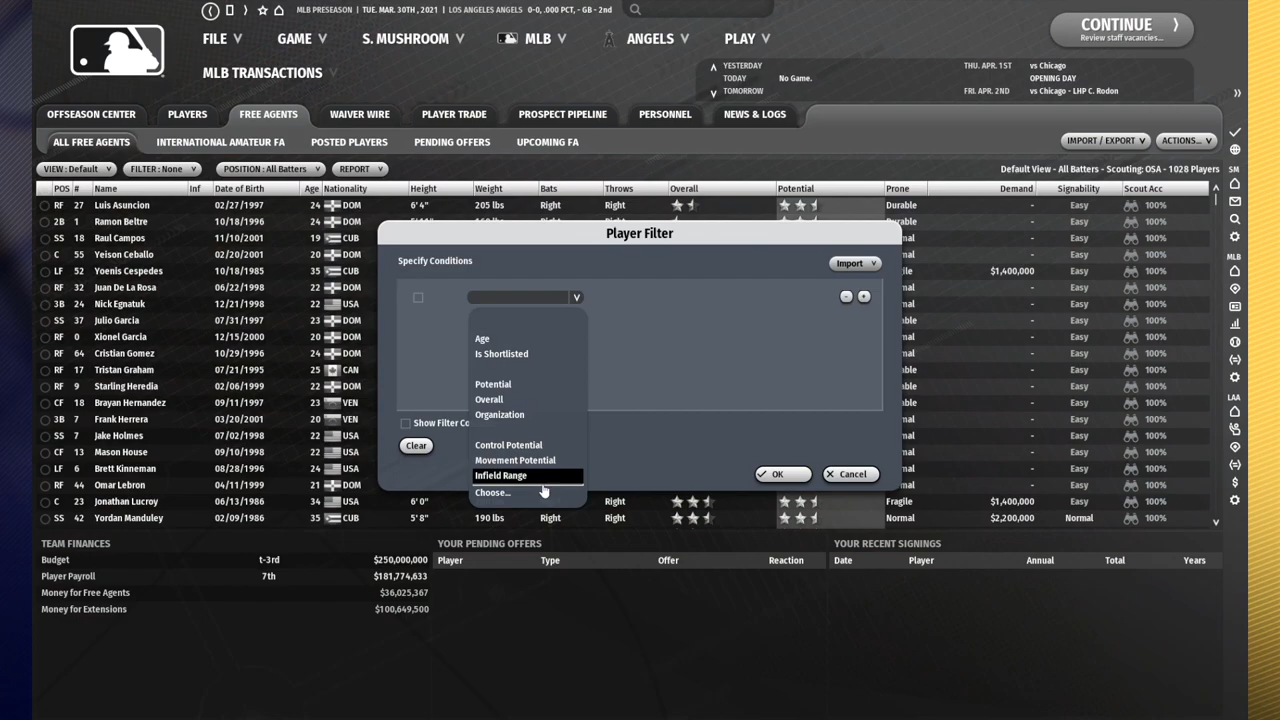 MLB PRESEASON | TUE. MAR. 30TH, 2021 | LOS ANGELES ANGELS 0-0, .000 PCT, - GB - 2nd
FILE GAME S. MUSHROOM MLB ANGELS PLAY
CONTINUE
Review staff vacancies...
MLB TRANSACTIONS
YESTERDAY
TODAY No Game.
TOMORROW
THU. APR. 1ST vs Chicago
OPENING DAY
FRI. APR. 2ND vs Chicago - LHP C. Rodon
OFFSEASON CENTER PLAYERS FREE AGENTS WAIVER WIRE PLAYER TRADE PROSPECT PIPELINE PERSONNEL NEWS & LOGS
ALL FREE AGENTS INTERNATIONAL AMATEUR FA POSTED PLAYERS PENDING OFFERS UPCOMING FA IMPORT / EXPORT ACTIONS...
VIEW : Default FILTER : None POSITION : All Batters REPORT Default View - All Batters - Scouting: OSA - 1028 Players
POS # Name Inf Date of Birth Age Nationality Height Weight Bats Throws Overall Potential Prone Demand Signability Scout Acc
RF 27 Luis Asuncion 02/27/1997 24 DOM 6' 4" 205 lbs Right Right Durable - Easy 100%
2B 1 Ramon Beltre 10/18/1996 24 DOM - Easy 100%
SS 18 Raul Campos 11/10/2001 19 CUB - Easy 100%
C 55 Yeison Ceballo 02/20/2001 20 DOM - Easy 100%
LF 52 Yoenis Cespedes 10/18/1985 35 CUB $1,400,000 Easy 100%
RF 32 Juan De La Rosa 06/22/1998 22 DOM - Easy 100%
3B 24 Nick Egnatuk 12/21/1998 22 USA - Easy 100%
SS 37 Julio Garcia 07/31/1997 23 DOM - Easy 100%
RF 0 Xionel Garcia 12/15/2000 20 DOM - Easy 100%
RF 64 Cristian Gomez 10/29/1996 24 DOM - Easy 100%
RF 17 Tristan Graham 07/21/1995 25 CAN - Easy 100%
RF 9 Starling Heredia 02/06/1999 22 DOM - Easy 100%
CF 18 Brayan Hernandez 09/11/1997 23 VEN - Easy 100%
3B 7 Frank Herrera 03/20/2001 20 VEN - Easy 100%
SS 7 Jake Holmes 07/02/1998 22 USA - Easy 100%
CF 13 Mason House 09/10/1998 22 USA - Easy 100%
LF 6 Brett Kinneman 08/28/1996 24 USA - Easy 100%
RF 44 Omar Lebron 04/11/1999 21 DOM - Easy 100%
C 23 Jonathan Lucroy 06/13/1986 34 USA 6' 0" Right Fragile $1,400,000 Easy 100%
SS 42 Yordan Manduley 02/09/1986 35 CUB 5' 8" 190 lbs Right Right Normal $2,200,000 Normal 100%
Player Filter
Specify Conditions Import
Age
Is Shortlisted
Potential
Overall
Organization
Control Potential
Movement Potential
Infield Range
Choose...
Show Filter Co
Clear
OK Cancel
TEAM FINANCES
Budget t-3rd $250,000,000
Player Payroll 7th $181,774,633
Money for Free Agents $36,025,367
Money for Extensions $100,649,500
YOUR PENDING OFFERS
Player Type Offer Reaction
YOUR RECENT SIGNINGS
Date Player Annual Total Years
SM
MLB
LAA